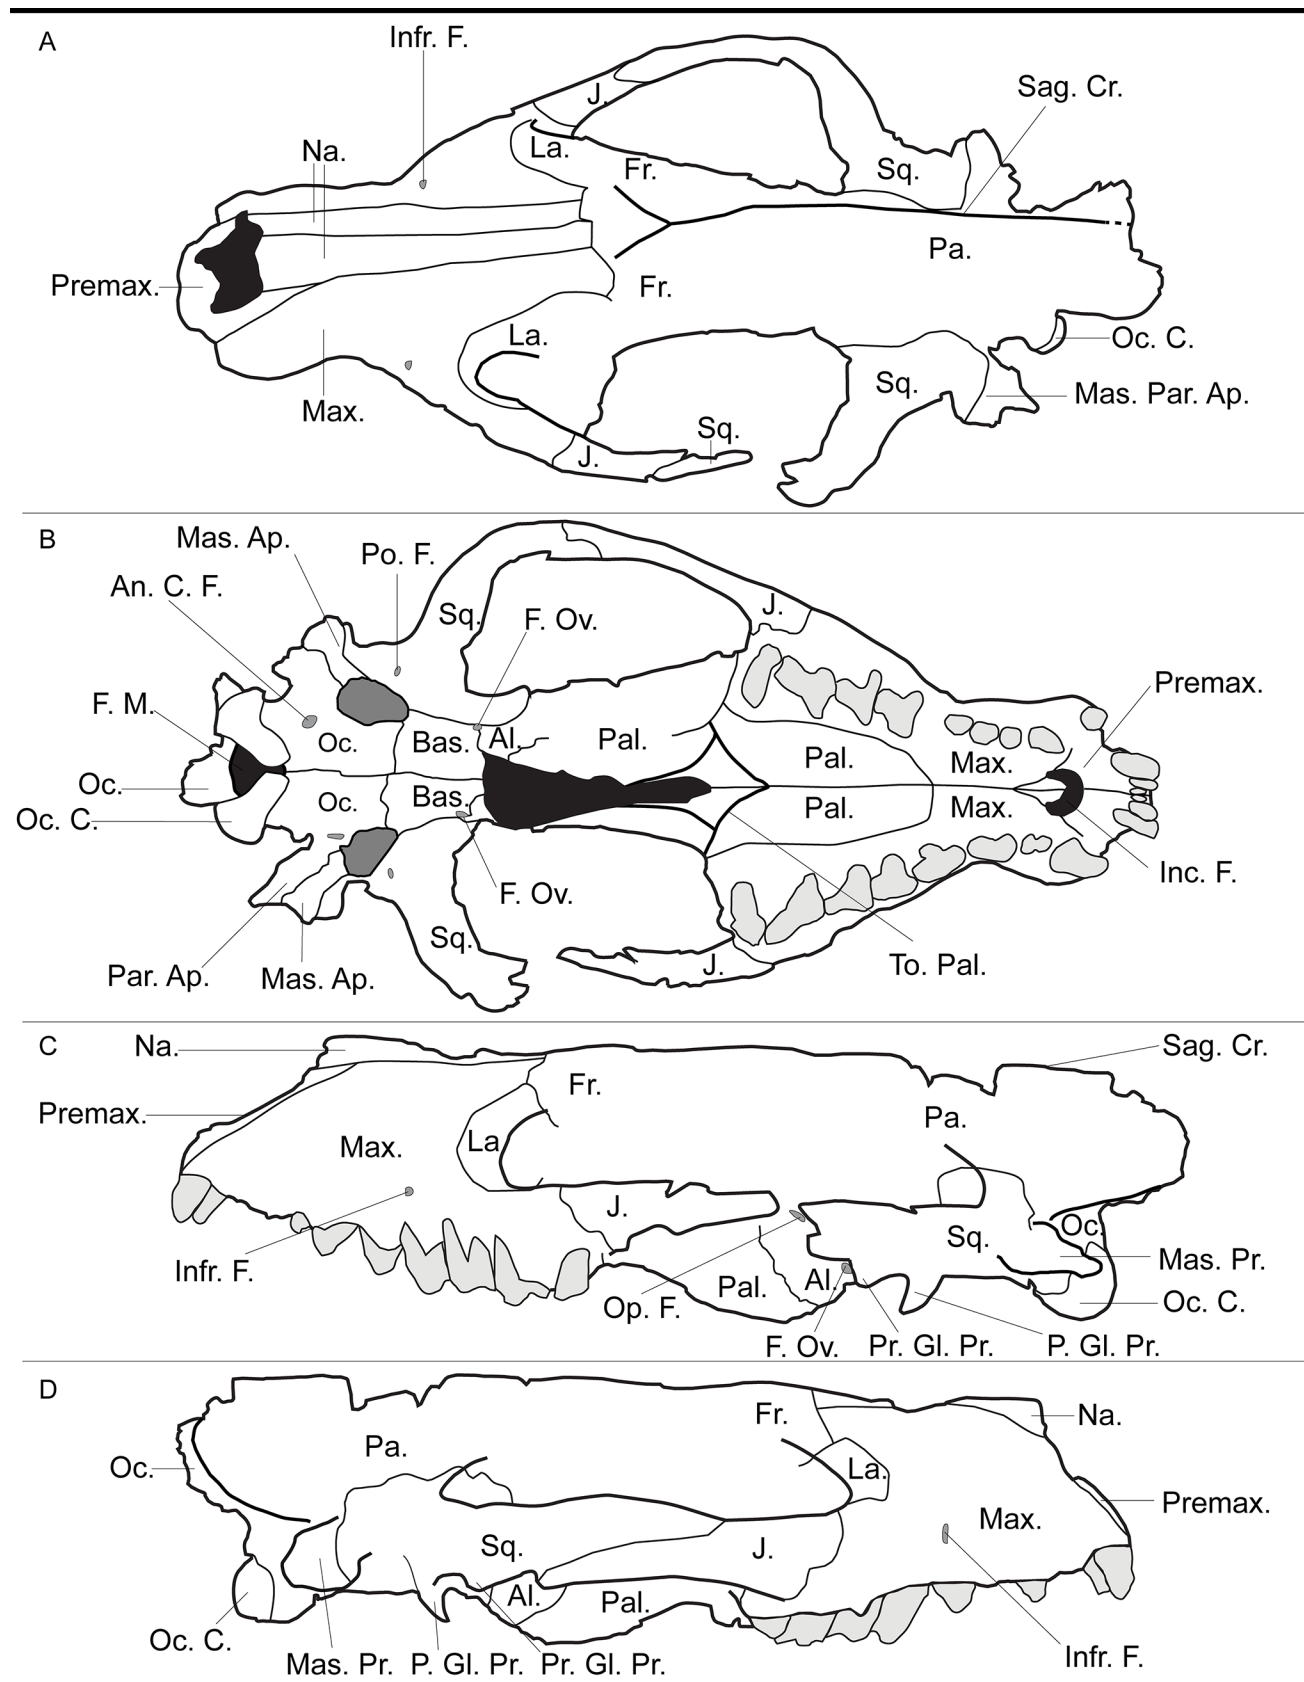 A
Infr. F.
J.
Sag. Cr.
Na.
La.
Fr.
Sq.
Pa.
Premax.
Fr.
La.
Oc. C.
Sq.
Mas. Par. Ap.
Max.
Sq.
J.
B
Mas. Ap.
Po. F.
An. C. F.
Sq.
F. Ov.
J.
F. M.
Premax.
Oc.
Bas.
Al.
Pal.
Pal.
Max.
Oc.
Oc.
Bas.
Pal.
Max.
Oc. C.
Inc. F.
F. Ov.
Sq.
Par. Ap.
Mas. Ap.
J.
To. Pal.
C
Na.
Sag. Cr.
Fr.
Premax.
Pa.
Max.
La
J.
Oc.
Sq.
Mas. Pr.
Infr. F.
Pal.
Al.
Op. F.
Oc. C.
F. Ov.
Pr. Gl. Pr.
P. Gl. Pr.
D
Fr.
Na.
Pa.
Oc.
La.
Premax.
Max.
Sq.
J.
Al.
Pal.
Oc. C.
Mas. Pr.
P. Gl. Pr.
Pr. Gl. Pr.
Infr. F.